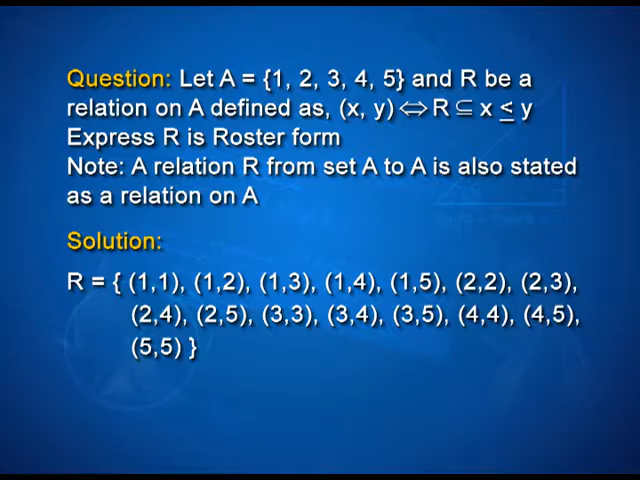 Question: Let A = {1, 2, 3, 4, 5} and R be a
relation on A defined as, (x, y) ⇔ R ⊆ x ≤ y
Express R is Roster form
Note: A relation R from set A to A is also stated
as a relation on A
Solution:
R = { (1,1), (1,2), (1,3), (1,4), (1,5), (2,2), (2,3),
(2,4), (2,5), (3,3), (3,4), (3,5), (4,4), (4,5),
(5,5) }